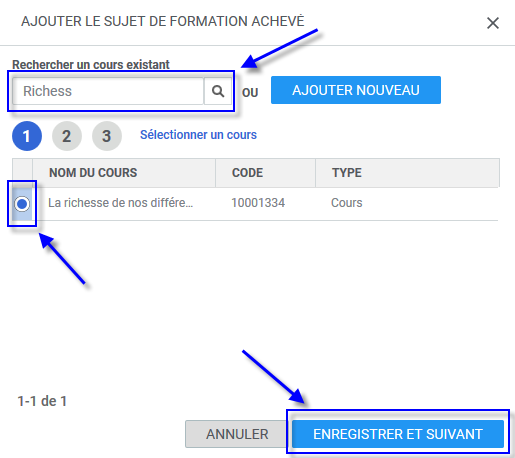 AJOUTER LE SUJET DE FORMATION ACHEVÉ
Rechercher un cours existant
Richess
OU
AJOUTER NOUVEAU
1 2 3 Sélectionner un cours
NOM DU COURS CODE TYPE
La richesse de nos différe... 10001334 Cours
1-1 de 1
ANNULER ENREGISTRER ET SUIVANT